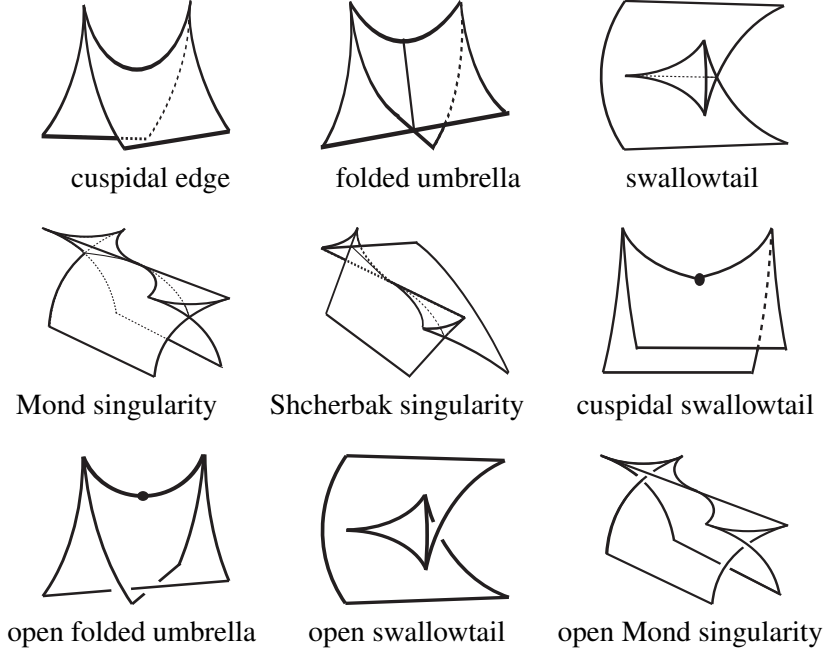 cuspidal edge
folded umbrella
swallowtail
Mond singularity
Shcherbak singularity
cuspidal swallowtail
open folded umbrella
open swallowtail
open Mond singularity